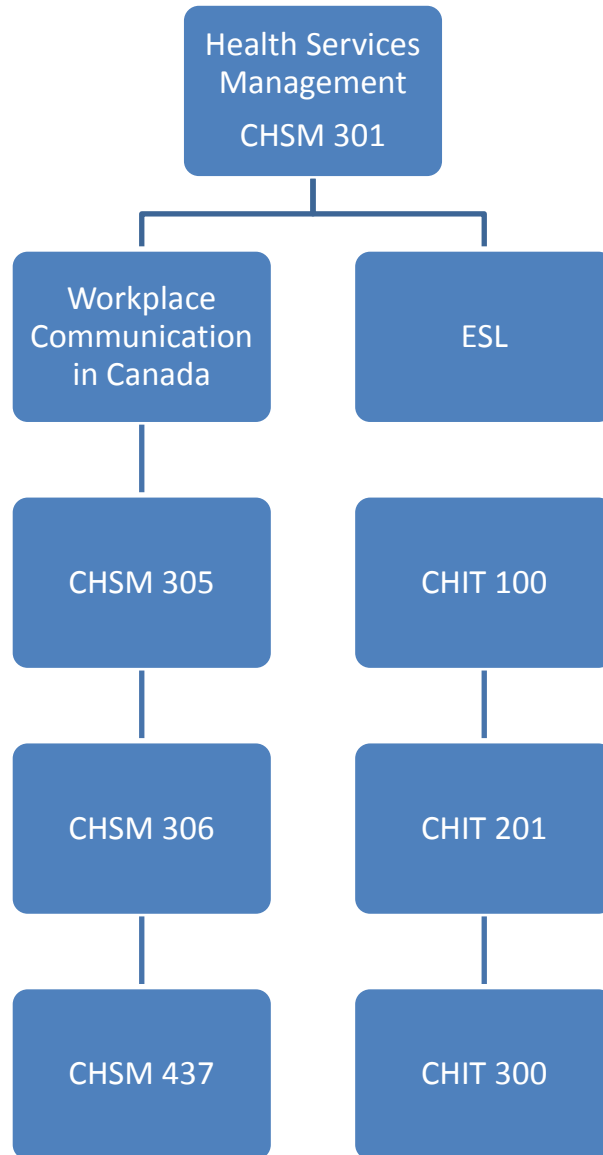 Health Services
Management
CHSM 301
Workplace
Communication
in Canada
ESL
CHSM 305
CHIT 100
CHSM 306
CHIT 201
CHSM 437
CHIT 300